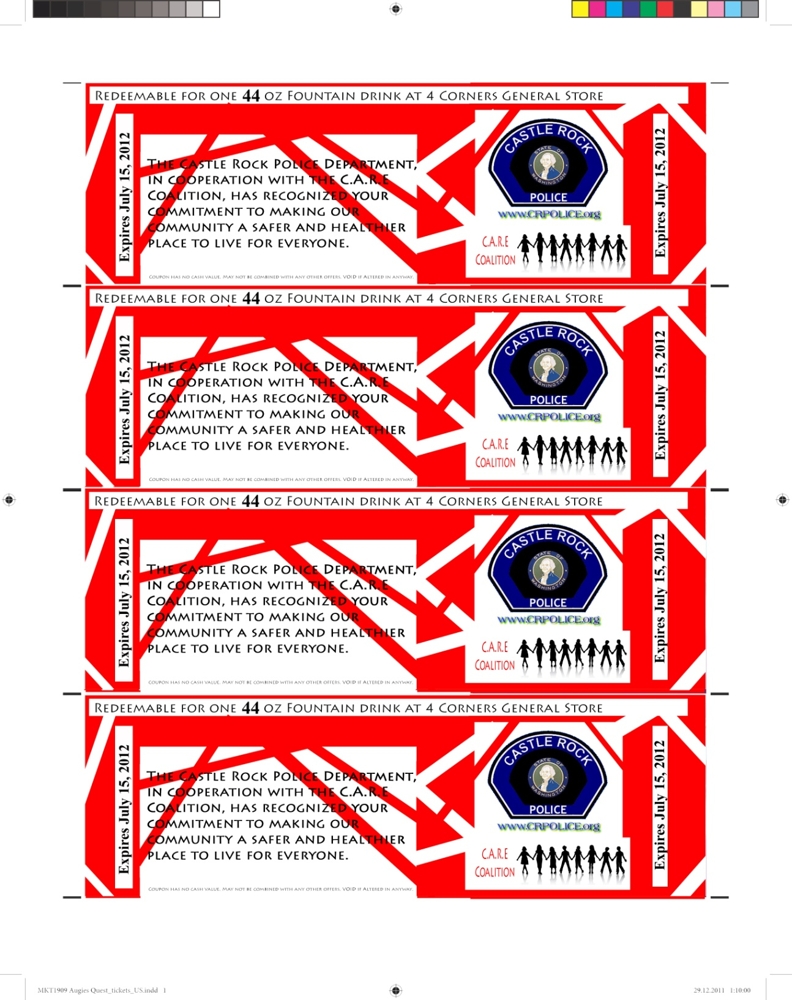 Redeemable for one 44 oz Fountain drink at 4 Corners General Store
Expires July 15, 2012
The Castle Rock Police Department,
in cooperation with the C.A.R.E
Coalition, has recognized your
commitment to making our
community a safer and healthier
place to live for everyone.
Coupon has no cash value. May not be combined with any other offers. VOID if Altered in anyway.
CASTLE ROCK
STATE OF
WASHINGTON
POLICE
www.CRPOLICE.org
C.A.R.E
Coalition
Expires July 15, 2012
Redeemable for one 44 oz Fountain drink at 4 Corners General Store
Expires July 15, 2012
The Castle Rock Police Department,
in cooperation with the C.A.R.E
Coalition, has recognized your
commitment to making our
community a safer and healthier
place to live for everyone.
Coupon has no cash value. May not be combined with any other offers. VOID if Altered in anyway.
CASTLE ROCK
STATE OF
WASHINGTON
POLICE
www.CRPOLICE.org
C.A.R.E
Coalition
Expires July 15, 2012
Redeemable for one 44 oz Fountain drink at 4 Corners General Store
Expires July 15, 2012
The Castle Rock Police Department,
in cooperation with the C.A.R.E
Coalition, has recognized your
commitment to making our
community a safer and healthier
place to live for everyone.
Coupon has no cash value. May not be combined with any other offers. VOID if Altered in anyway.
CASTLE ROCK
STATE OF
WASHINGTON
POLICE
www.CRPOLICE.org
C.A.R.E
Coalition
Expires July 15, 2012
Redeemable for one 44 oz Fountain drink at 4 Corners General Store
Expires July 15, 2012
The Castle Rock Police Department,
in cooperation with the C.A.R.E
Coalition, has recognized your
commitment to making our
community a safer and healthier
place to live for everyone.
Coupon has no cash value. May not be combined with any other offers. VOID if Altered in anyway.
CASTLE ROCK
STATE OF
WASHINGTON
POLICE
www.CRPOLICE.org
C.A.R.E
Coalition
Expires July 15, 2012
MKT1909 Augies Quest_tickets_US.indd 1
29.12.2011 1:10:00